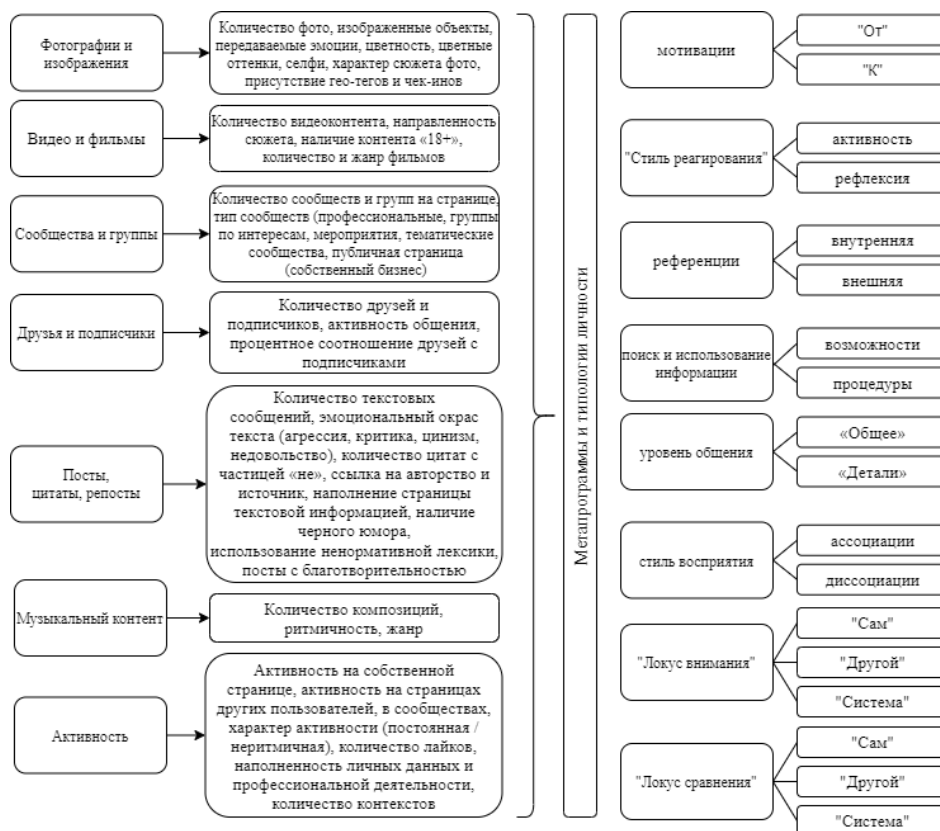 Фотографии и
изображения
Количество фото, изображенные объекты,
передаваемые эмоции, цветность, цветные
оттенки, селфи, характер сюжета фото,
присутствие гео-тегов и чек-инов
Видео и фильмы
Количество видеоконтента, направленность
сюжета, наличие контента «18+»,
количество и жанр фильмов
Сообщества и группы
Количество сообществ и групп на странице,
тип сообществ (профессиональные, группы
по интересам, мероприятия, тематические
сообщества, публичная страница
(собственный бизнес)
Друзья и подписчики
Количество друзей и
подписчиков, активность общения,
процентное соотношение друзей с
подписчиками
Посты,
цитаты, репосты
Количество текстовых
сообщений, эмоциональный окрас
текста (агрессия, критика, цинизм,
недовольство), количество цитат с
частицей «не», ссылка на авторство и
источник, наполнение страницы
текстовой информацией, наличие
черного юмора,
использование ненормативной лексики,
посты с благотворительностью
Музыкальный контент
Количество композиций,
ритмичность, жанр
Активность
Активность на собственной
странице, активность на страницах
других пользователей, в сообществах,
характер активности (постоянная /
неритмичная), количество лайков,
наполненность личных данных и
профессиональной деятельности,
количество контекстов
Метапрограммы и типологии личности
мотивации
"От"
"К"
"Стиль реагирования"
активность
рефлексия
референции
внутренняя
внешняя
поиск и использование
информации
возможности
процедуры
уровень общения
«Общее»
«Детали»
стиль восприятия
ассоциации
диссоциации
"Локус внимания"
"Сам"
"Другой"
"Система"
"Локус сравнения"
"Сам"
"Другой"
"Система"